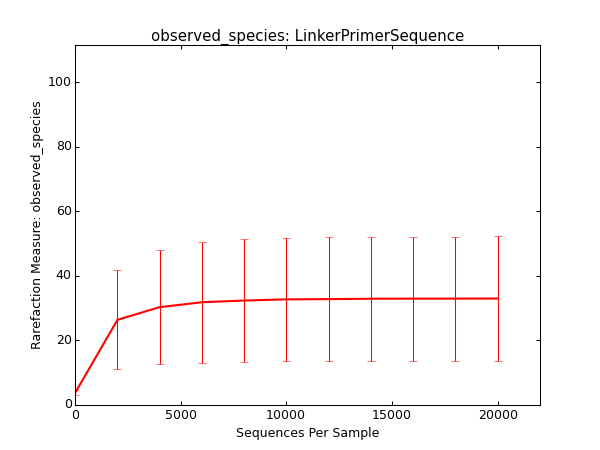 observed_species: LinkerPrimerSequence
Rarefaction Measure: observed_species
100
80
60
40
20
0
0 5000 10000 15000 20000
Sequences Per Sample